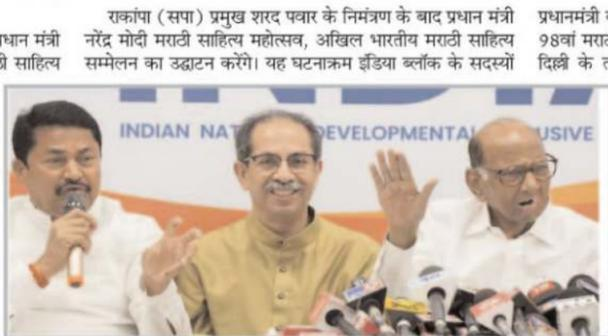 धान मंत्री
ठी साहित्य
राकांपा (सपा) प्रमुख शरद पवार के निमंत्रण के बाद प्रधान मंत्री
नरेंद्र मोदी मराठी साहित्य महोत्सव, अखिल भारतीय मराठी साहित्य
सम्मेलन का उद्घाटन करेंगे। यह घटनाक्रम इंडिया ब्लॉक के सदस्यों
प्रधानमंत्री
98वां मरा
दिल्ली के
INDIAN NAT DEVELOPMENTAL USIVE